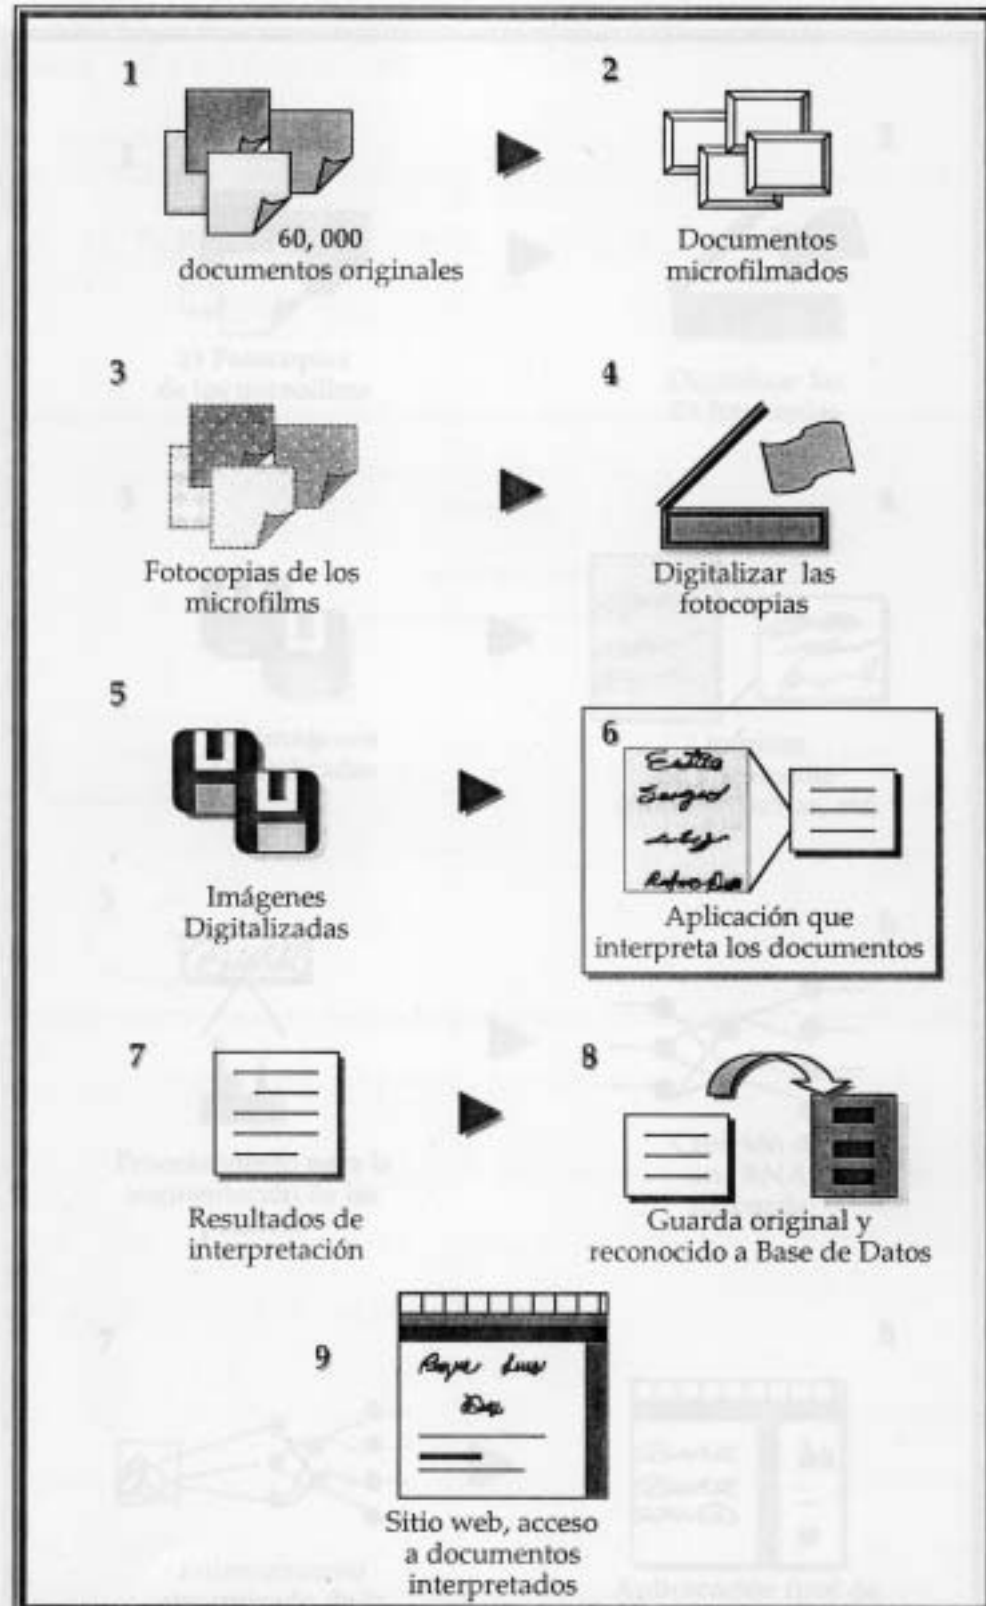 1
60, 000
documentos originales
2
Documentos
microfilmados
3
Fotocopias de los
microfilms
4
Digitalizar las
fotocopias
5
Imágenes
Digitalizadas
6
Aplicación que
interpreta los documentos
7
Resultados de
interpretación
8
Guarda original y
reconocido a Base de Datos
9
Luis
Sitio web, acceso
a documentos
interpretados